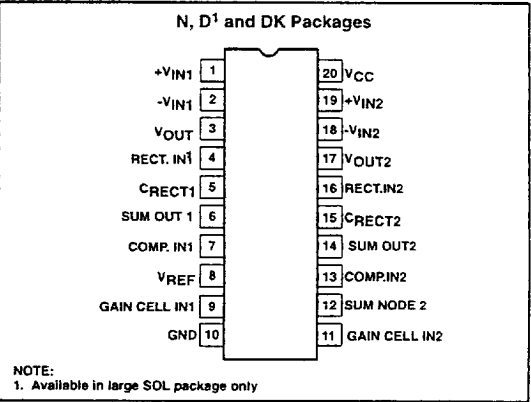 N, D¹ and DK Packages
+VIN1 1
-VIN1 2
VOUT 3
RECT. IN1 4
CRECT1 5
SUM OUT 1 6
COMP. IN1 7
VREF 8
GAIN CELL IN1 9
GND 10
20 VCC
19 +VIN2
18 -VIN2
17 VOUT2
16 RECT.IN2
15 CRECT2
14 SUM OUT2
13 COMP.IN2
12 SUM NODE 2
11 GAIN CELL IN2
NOTE:
1. Available in large SOL package only